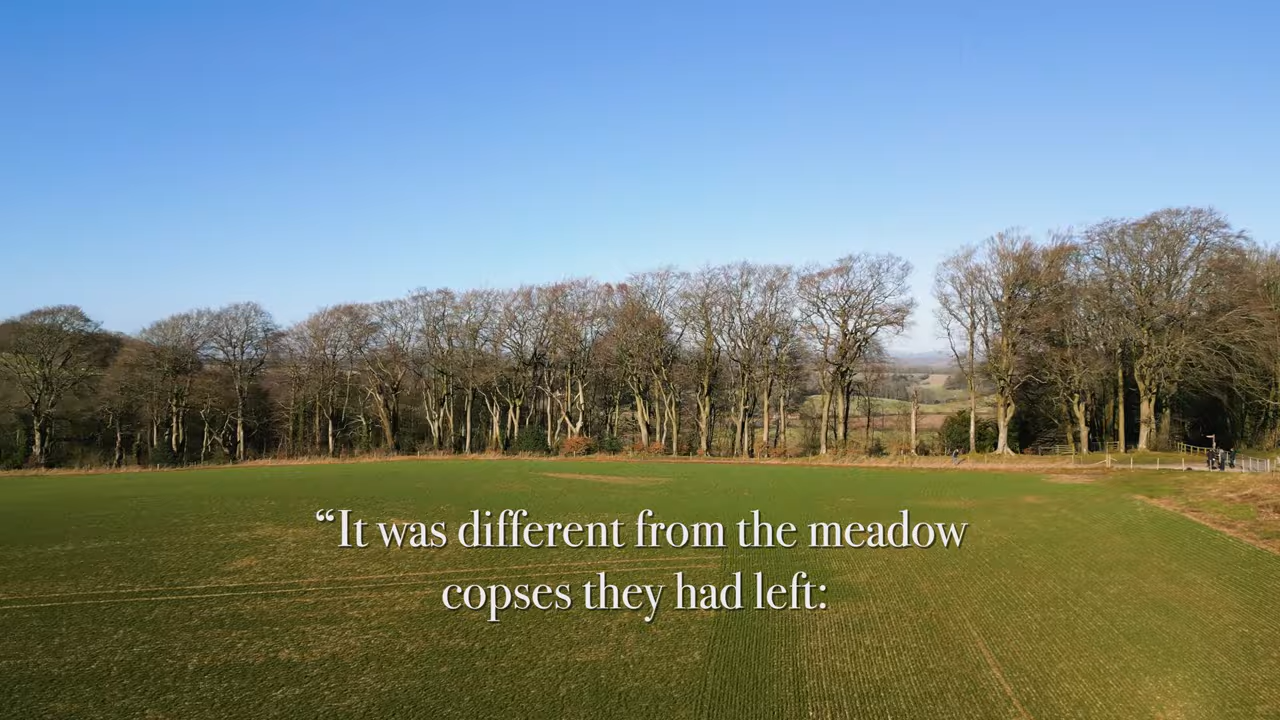 “It was different from the meadow
copses they had left: